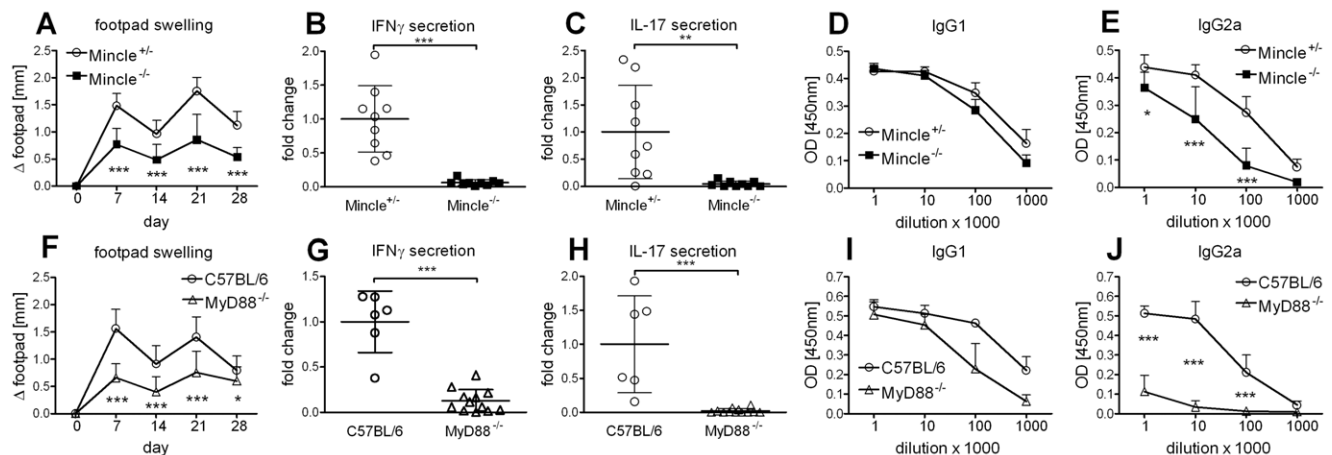 A footpad swelling
Δ footpad [mm]
2.5
2.0
1.5
1.0
0.5
0.0
Mincle+/-
Mincle-/-
*** *** *** ***
0 7 14 21 28
day
B IFNγ secretion
fold change
2.0
1.5
1.0
0.5
0.0
***
Mincle+/- Mincle-/-
C IL-17 secretion
fold change
2.5
2.0
1.5
1.0
0.5
0.0
**
Mincle+/- Mincle-/-
D IgG1
OD [450nm]
0.5
0.4
0.3
0.2
0.1
0.0
Mincle+/-
Mincle-/-
1 10 100 1000
dilution x 1000
E IgG2a
OD [450nm]
0.5
0.4
0.3
0.2
0.1
0.0
Mincle+/-
Mincle-/-
* *** ***
1 10 100 1000
dilution x 1000
F footpad swelling
Δ footpad [mm]
2.5
2.0
1.5
1.0
0.5
0.0
C57BL/6
MyD88-/-
*** *** *** *
0 7 14 21 28
day
G IFNγ secretion
fold change
1.5
1.0
0.5
0.0
***
C57BL/6 MyD88-/-
H IL-17 secretion
fold change
2.0
1.5
1.0
0.5
0.0
***
C57BL/6 MyD88-/-
I IgG1
OD [450nm]
0.7
0.6
0.5
0.4
0.3
0.2
0.1
0.0
C57BL/6
MyD88-/-
1 10 100 1000
dilution x 1000
J IgG2a
OD [450nm]
0.7
0.6
0.5
0.4
0.3
0.2
0.1
0.0
C57BL/6
MyD88-/-
*** *** ***
1 10 100 1000
dilution x 1000